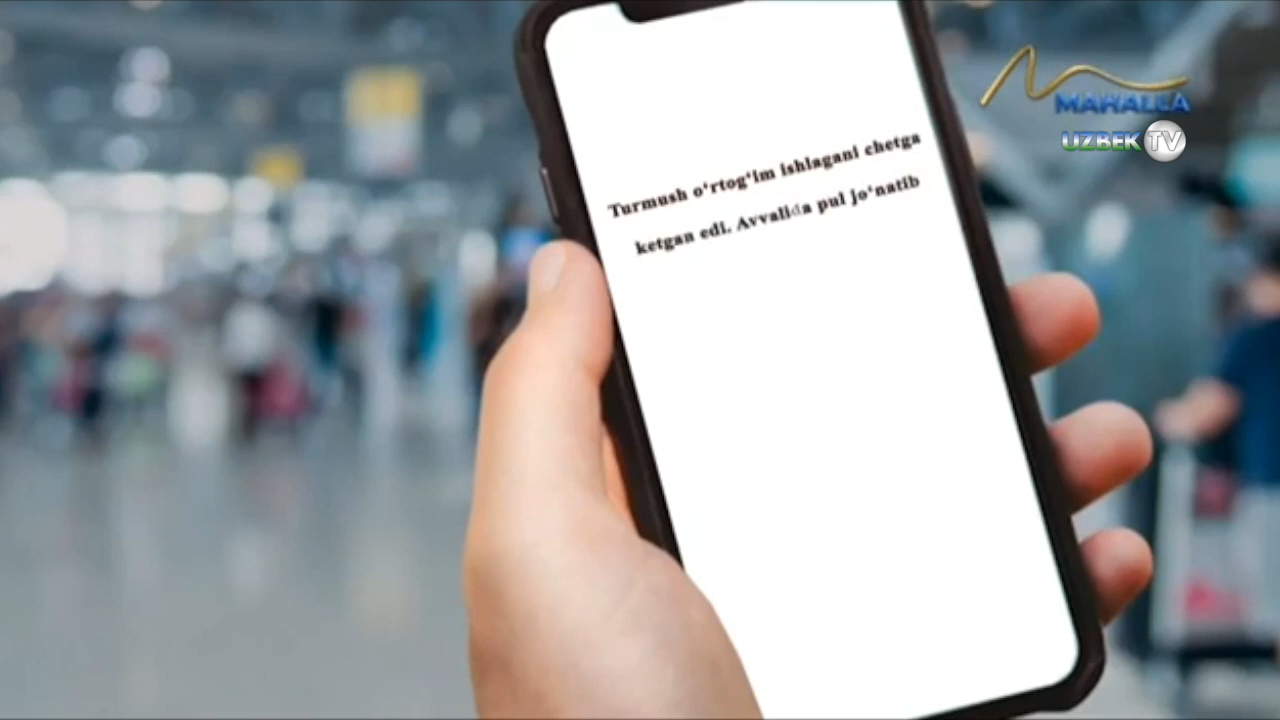 MAHALLA
UZBEK TV
Turmush o‘rtog‘im ishlagani chetga
ketgan edi. Avvalida pul jo‘natib